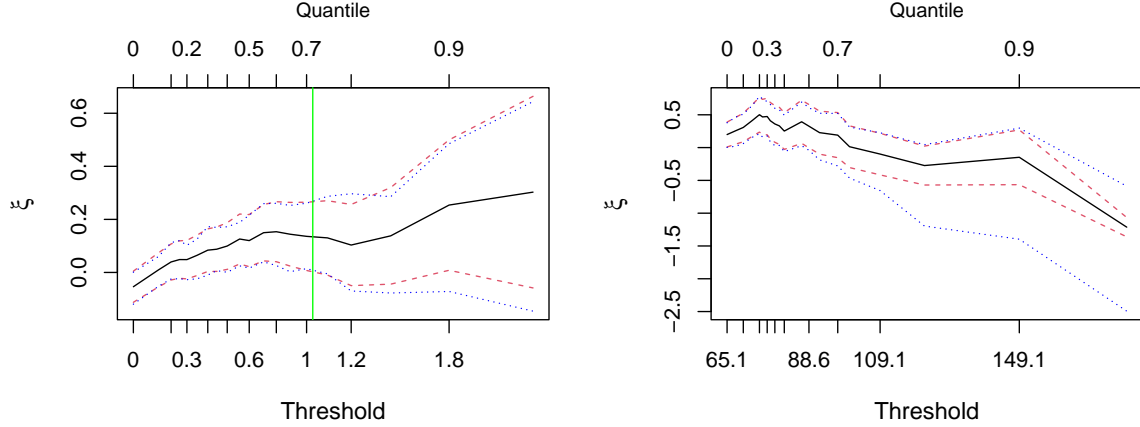 Quantile
0 0.2 0.5 0.7 0.9
ξ
0.0 0.2 0.4 0.6
0 0.3 0.6 1 1.2 1.8
Threshold
Quantile
0 0.3 0.7 0.9
ξ
−2.5 −1.5 −0.5 0.5
65.1 88.6 109.1 149.1
Threshold